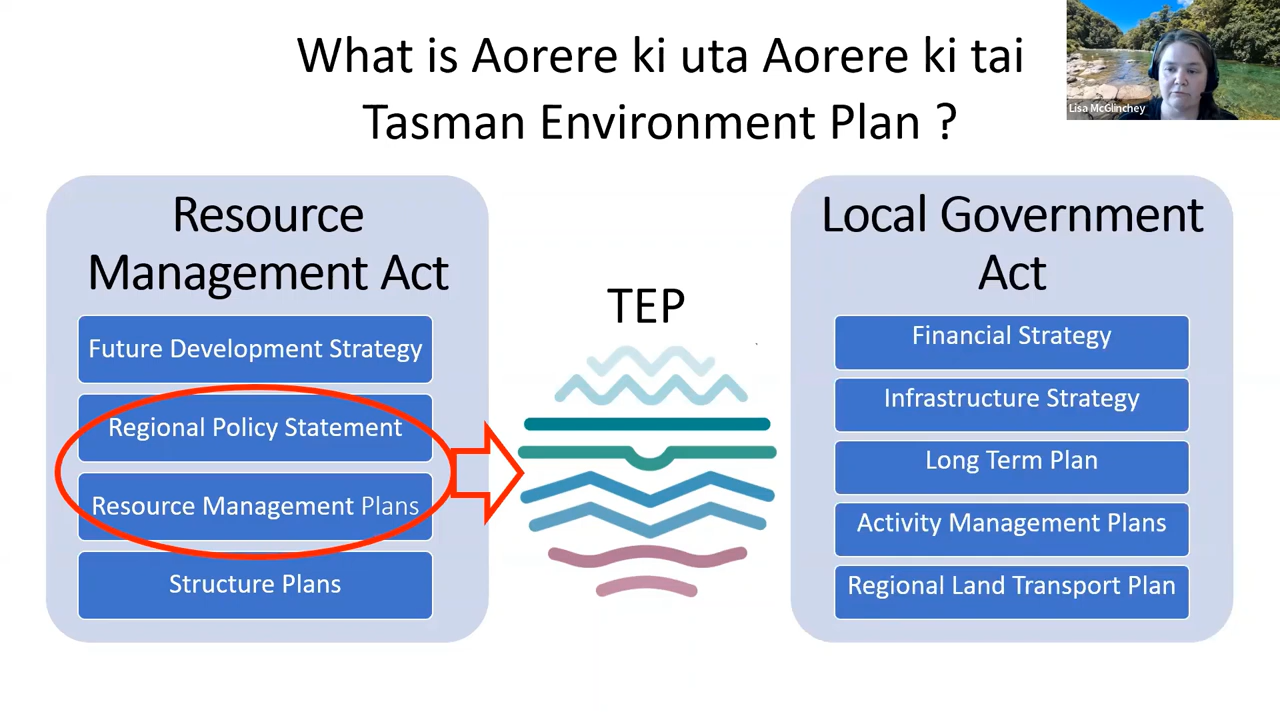 What is Aorere ki uta Aorere ki tai
Tasman Environment Plan ?
Lisa McGlinchey
Resource
Management Act
Future Development Strategy
Regional Policy Statement
Resource Management Plans
Structure Plans
TEP
Local Government
Act
Financial Strategy
Infrastructure Strategy
Long Term Plan
Activity Management Plans
Regional Land Transport Plan